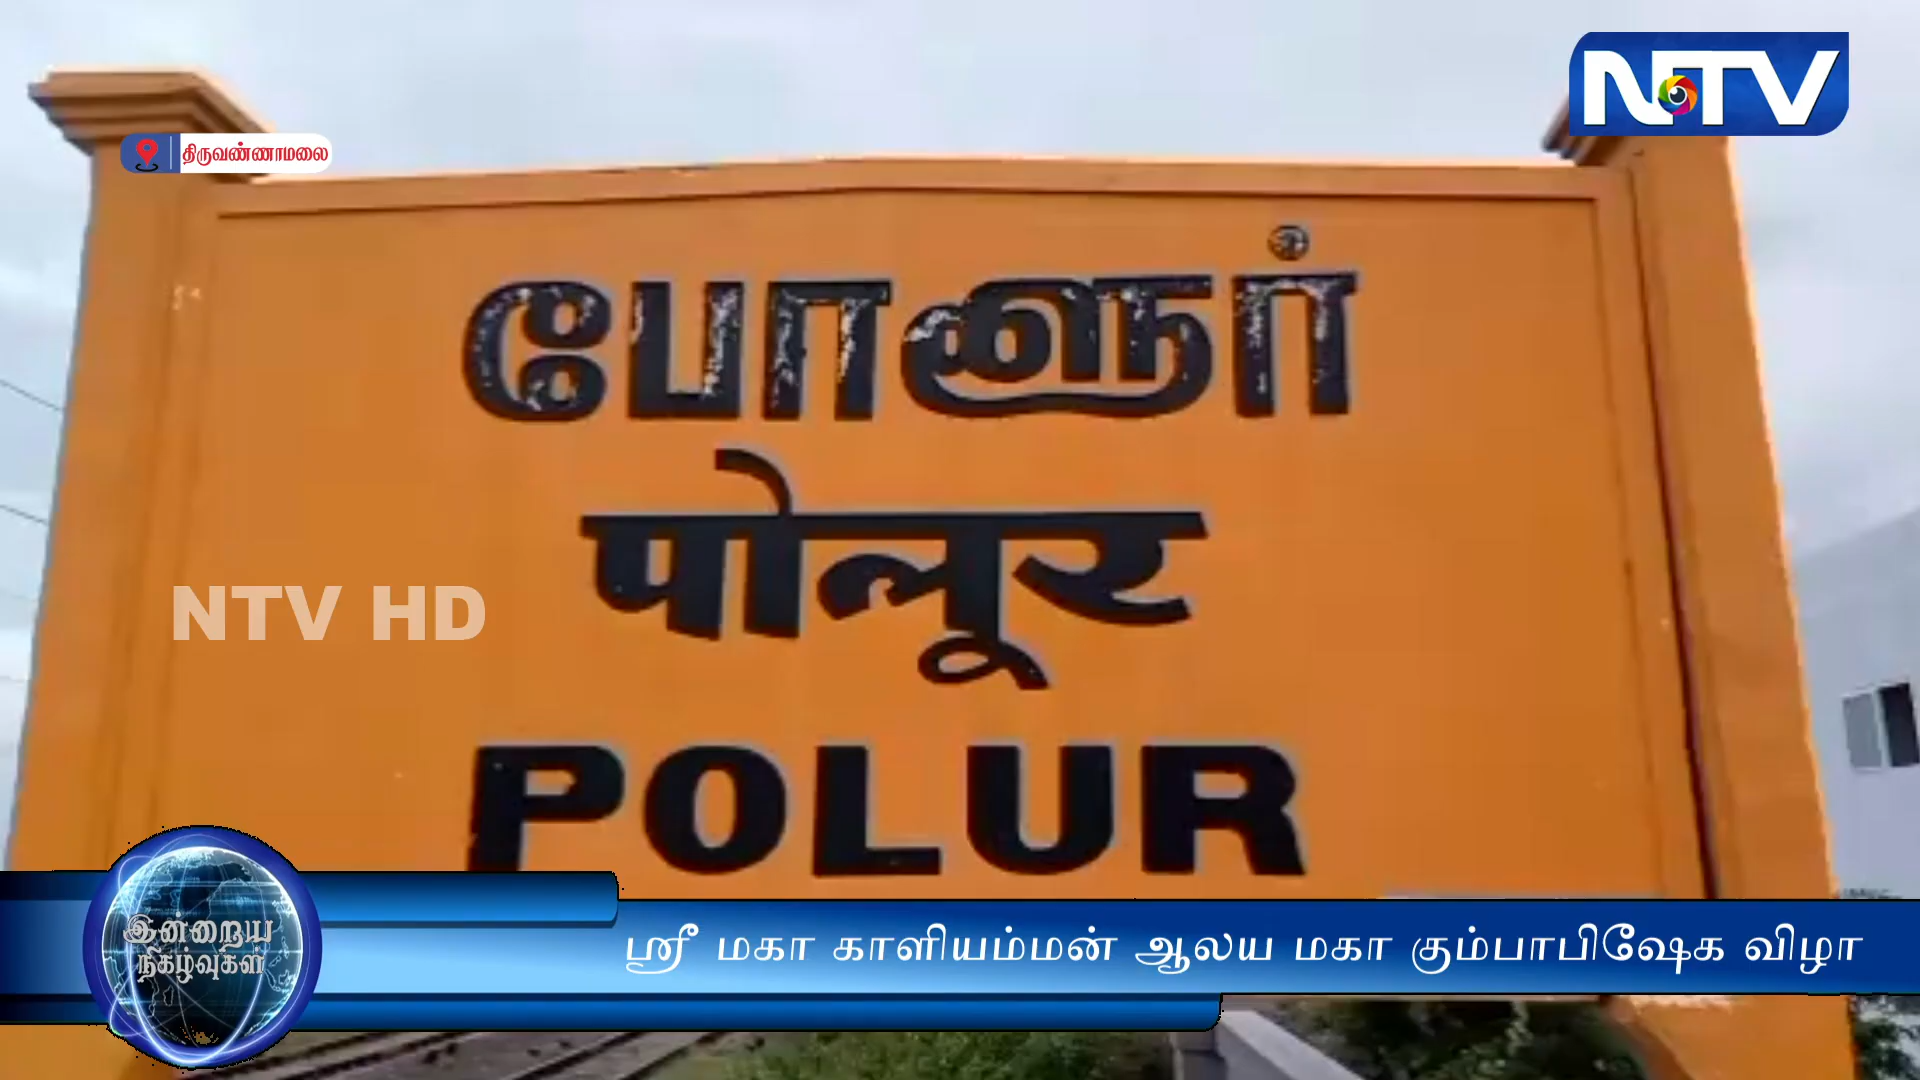 NTV
திருவண்ணாமலை
போளூர்
पोलूर
NTV HD
POLUR
இன்றைய
நிகழ்வுகள்
ஸ்ரீ மகா காளியம்மன் ஆலய மகா கும்பாபிஷேக விழா